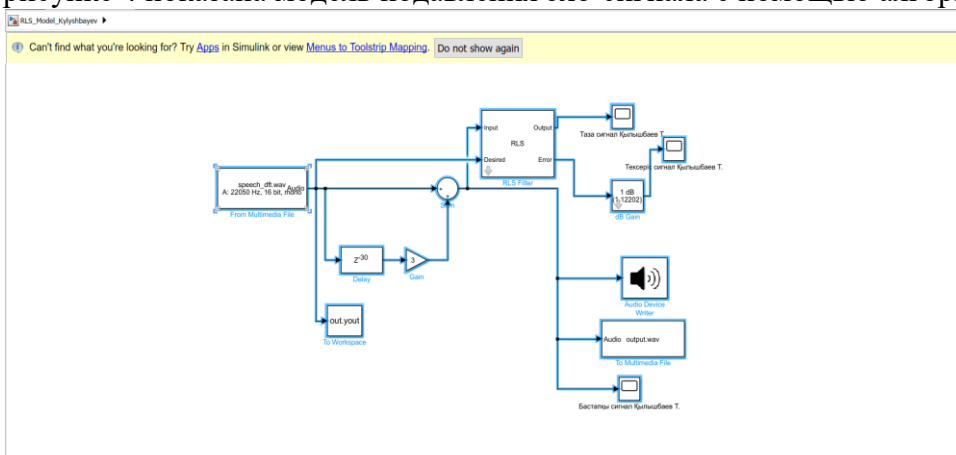 рисунке 4 показана модель подавления эхо-сигнала с помощью алгор
RLS_Model_Kylyshbayev
Can't find what you're looking for? Try Apps in Simulink or view Menus to Toolstrip Mapping. Do not show again
Input
Output
RLS
Desired
Error
RLS Filter
Таза сигнал Қылышбаев Т.
Тексеріс сигнал Қылышбаев Т.
speech_dft.wav Audio
A: 22050 Hz, 16 bit, mono
From Multimedia File
Sum
1 dB
(1.12202)
dB Gain
Z-30
Delay
3
Gain
Audio Device
Writer
out.yout
To Workspace
Audio output.wav
To Multimedia File
Бастапқы сигнал Қылышбаев Т.